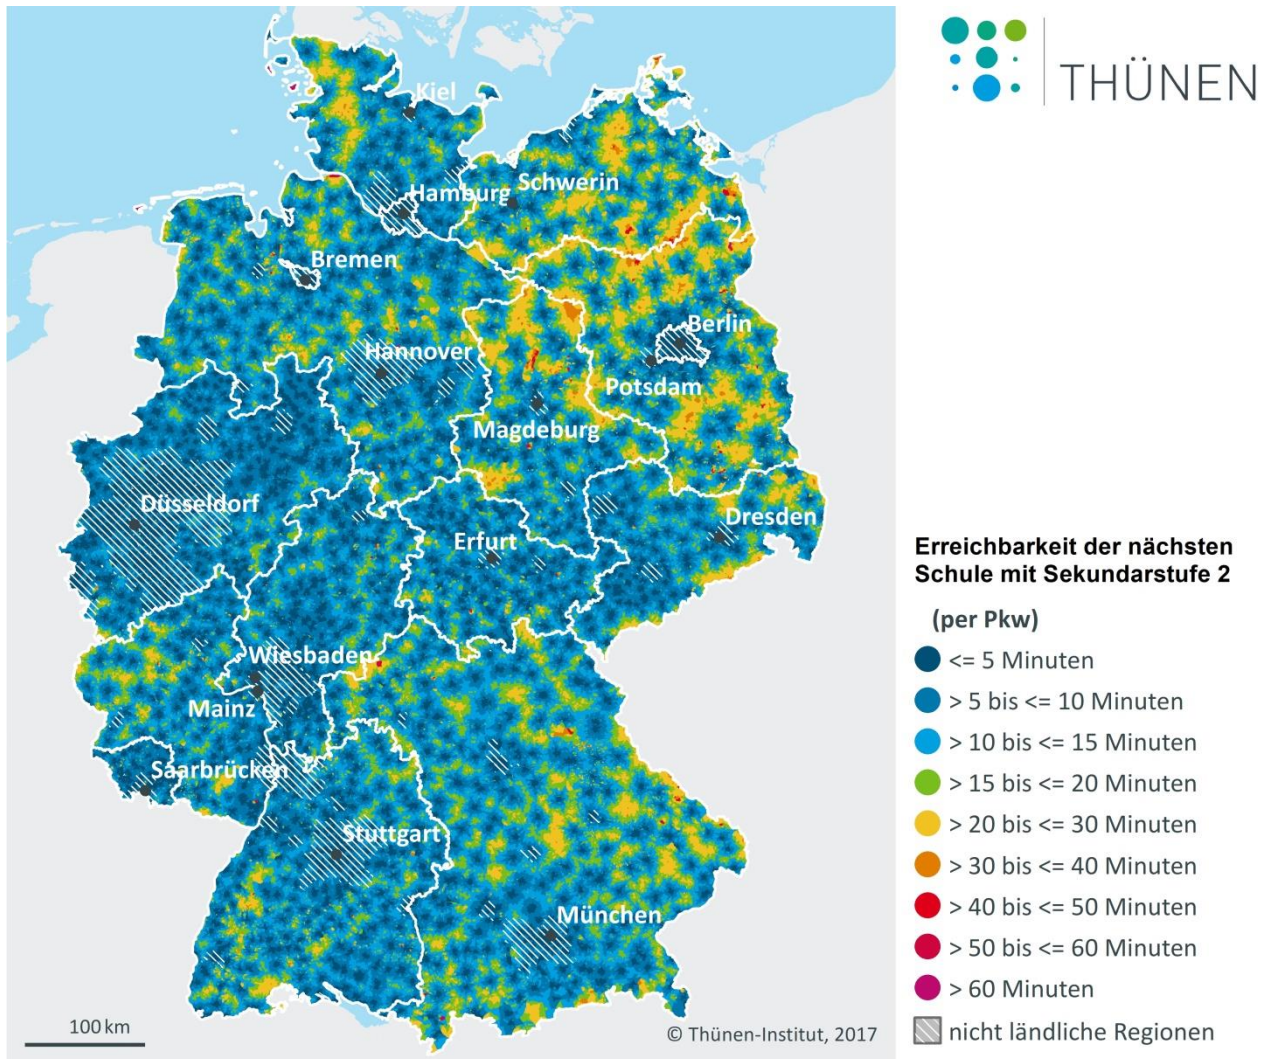 THÜNEN
Kiel
Schwerin
Hamburg
Bremen
Berlin
Hannover
Potsdam
Magdeburg
Düsseldorf
Dresden
Erfurt
Wiesbaden
Mainz
Saarbrücken
Stuttgart
München
100 km
© Thünen-Institut, 2017
Erreichbarkeit der nächsten
Schule mit Sekundarstufe 2
(per Pkw)
<= 5 Minuten
> 5 bis <= 10 Minuten
> 10 bis <= 15 Minuten
> 15 bis <= 20 Minuten
> 20 bis <= 30 Minuten
> 30 bis <= 40 Minuten
> 40 bis <= 50 Minuten
> 50 bis <= 60 Minuten
> 60 Minuten
nicht ländliche Regionen